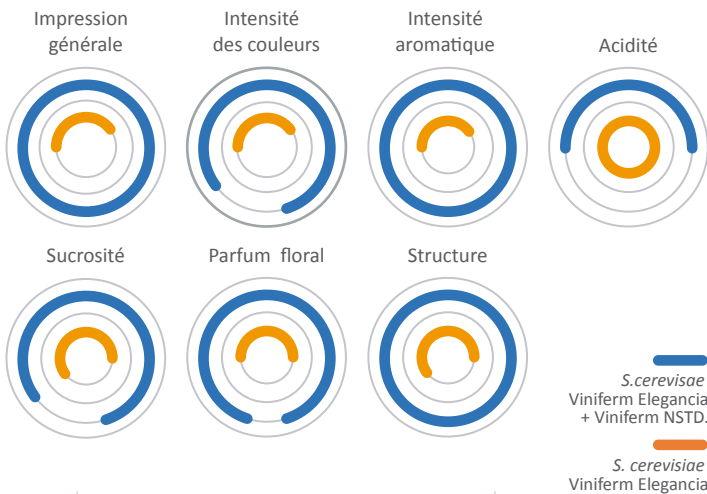 Impression
générale
Intensité
des couleurs
Intensité
aromatique
Acidité
Sucrosité
Parfum floral
Structure
S.cerevisae
Viniferm Elegancia
+ Viniferm NSTD.
S. cerevisiae
Viniferm Elegancia